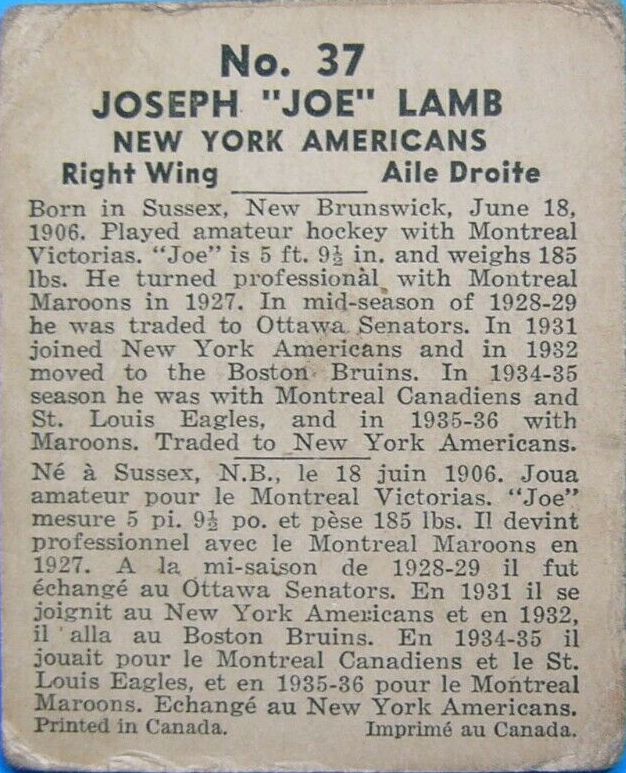 No. 37
JOSEPH "JOE" LAMB
NEW YORK AMERICANS
Right Wing Aile Droite
Born in Sussex, New Brunswick, June 18,
1906. Played amateur hockey with Montreal
Victorias. "Joe" is 5 ft. 9½ in. and weighs 185
lbs. He turned professional with Montreal
Maroons in 1927. In mid-season of 1928-29
he was traded to Ottawa Senators. In 1931
joined New York Americans and in 1932
moved to the Boston Bruins. In 1934-35
season he was with Montreal Canadiens and
St. Louis Eagles, and in 1935-36 with
Maroons. Traded to New York Americans.
Né à Sussex, N.B., le 18 juin 1906. Joua
amateur pour le Montreal Victorias. "Joe"
mesure 5 pi. 9½ po. et pèse 185 lbs. Il devint
professionnel avec le Montreal Maroons en
1927. A la mi-saison de 1928-29 il fut
échangé au Ottawa Senators. En 1931 il se
joignit au New York Americans et en 1932,
il alla au Boston Bruins. En 1934-35 il
jouait pour le Montreal Canadiens et le St.
Louis Eagles, et en 1935-36 pour le Montreal
Maroons. Echangé au New York Americans.
Printed in Canada. Imprimé au Canada.